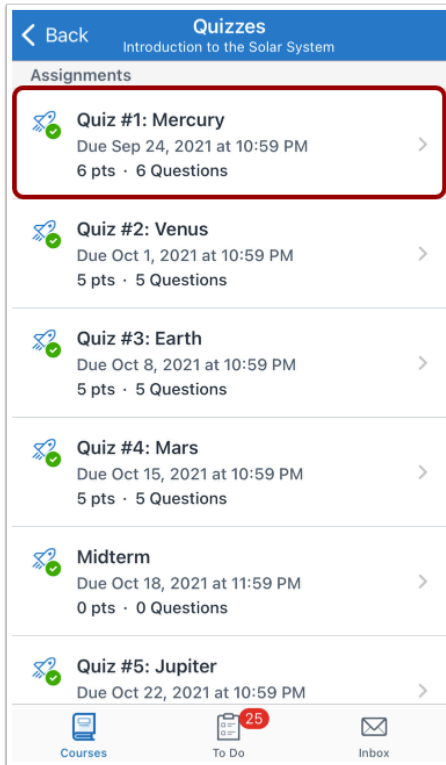 Back
Quizzes
Introduction to the Solar System
Assignments
Quiz #1: Mercury
Due Sep 24, 2021 at 10:59 PM
6 pts · 6 Questions
Quiz #2: Venus
Due Oct 1, 2021 at 10:59 PM
5 pts · 5 Questions
Quiz #3: Earth
Due Oct 8, 2021 at 10:59 PM
5 pts · 5 Questions
Quiz #4: Mars
Due Oct 15, 2021 at 10:59 PM
5 pts · 5 Questions
Midterm
Due Oct 18, 2021 at 11:59 PM
0 pts · 0 Questions
Quiz #5: Jupiter
Due Oct 22, 2021 at 10:59 PM
25
Courses
To Do
Inbox